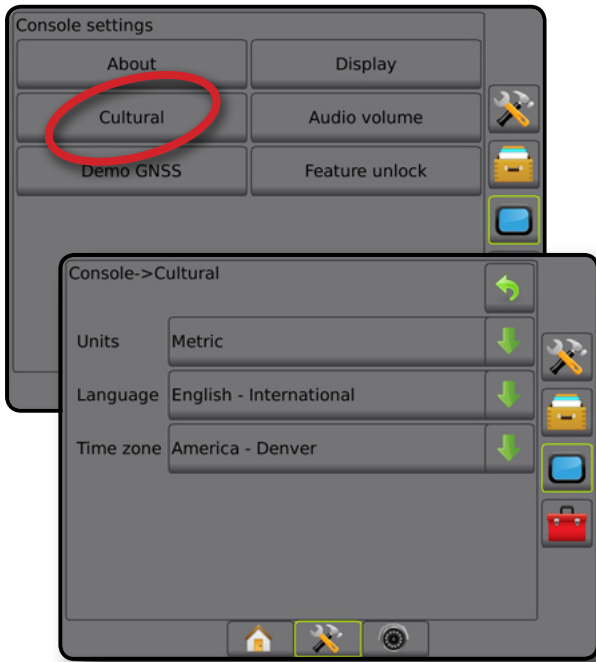 Console settings
About
Display
Cultural
Audio volume
Demo GNSS
Feature unlock
Console->Cultural
Units
Metric
Language
English - International
Time zone
America - Denver